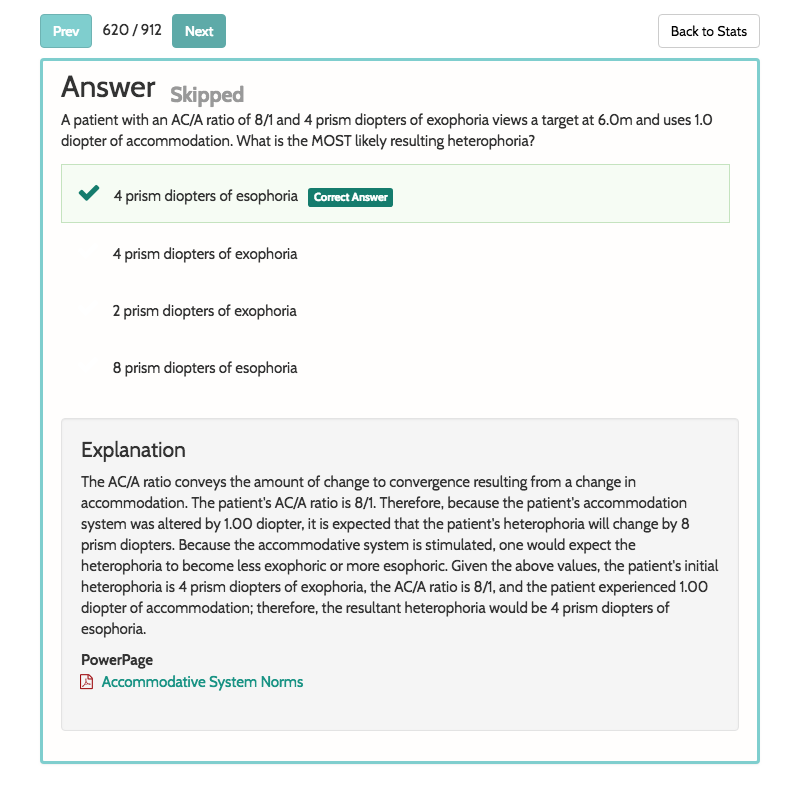 Prev 620 / 912 Next Back to Stats
Answer Skipped
A patient with an AC/A ratio of 8/1 and 4 prism diopters of exophoria views a target at 6.0m and uses 1.0
diopter of accommodation. What is the MOST likely resulting heterophoria?
4 prism diopters of esophoria Correct Answer
4 prism diopters of exophoria
2 prism diopters of exophoria
8 prism diopters of esophoria
Explanation
The AC/A ratio conveys the amount of change to convergence resulting from a change in
accommodation. The patient's AC/A ratio is 8/1. Therefore, because the patient's accommodation
system was altered by 1.00 diopter, it is expected that the patient's heterophoria will change by 8
prism diopters. Because the accommodative system is stimulated, one would expect the
heterophoria to become less exophoric or more esophoric. Given the above values, the patient's initial
heterophoria is 4 prism diopters of exophoria, the AC/A ratio is 8/1, and the patient experienced 1.00
diopter of accommodation; therefore, the resultant heterophoria would be 4 prism diopters of
esophoria.
PowerPage
Accommodative System Norms